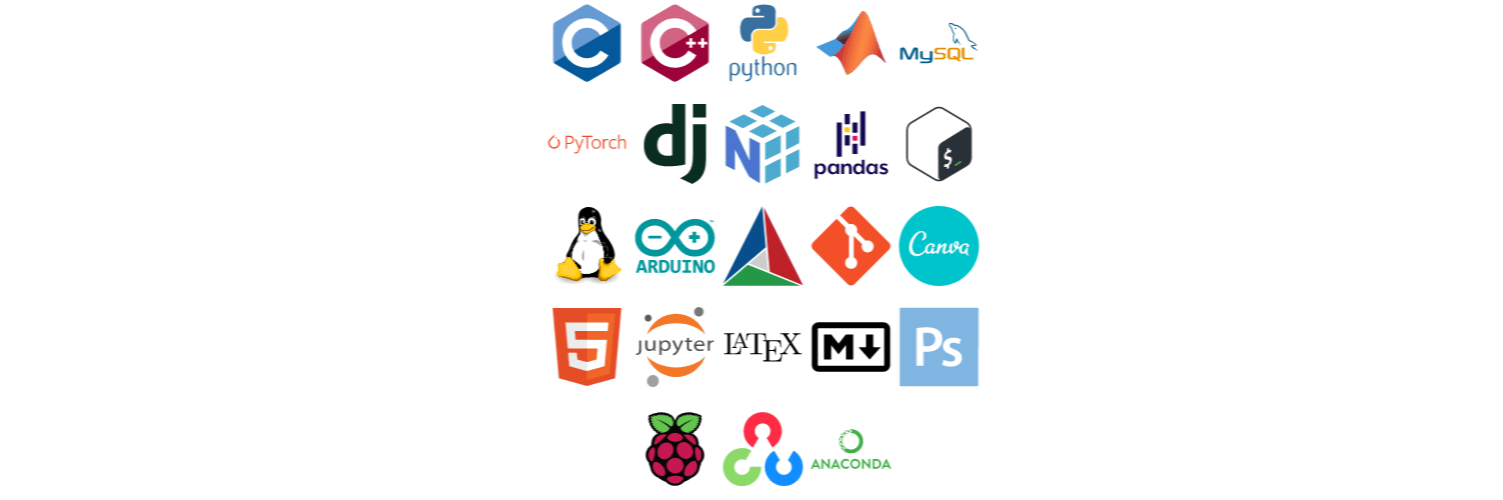 C C++ python MySQL
PyTorch dj N pandas $_
ARDUINO Canva
5 jupyter LATEX M Ps
ANACONDA